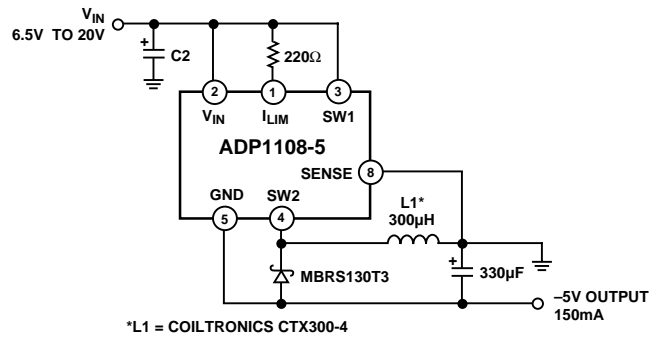 VIN
6.5V TO 20V
C2
220Ω
2
1
3
VIN
ILIM
SW1
ADP1108-5
SENSE
8
GND
SW2
5
4
L1*
300µH
MBRS130T3
330µF
–5V OUTPUT
150mA
*L1 = COILTRONICS CTX300-4